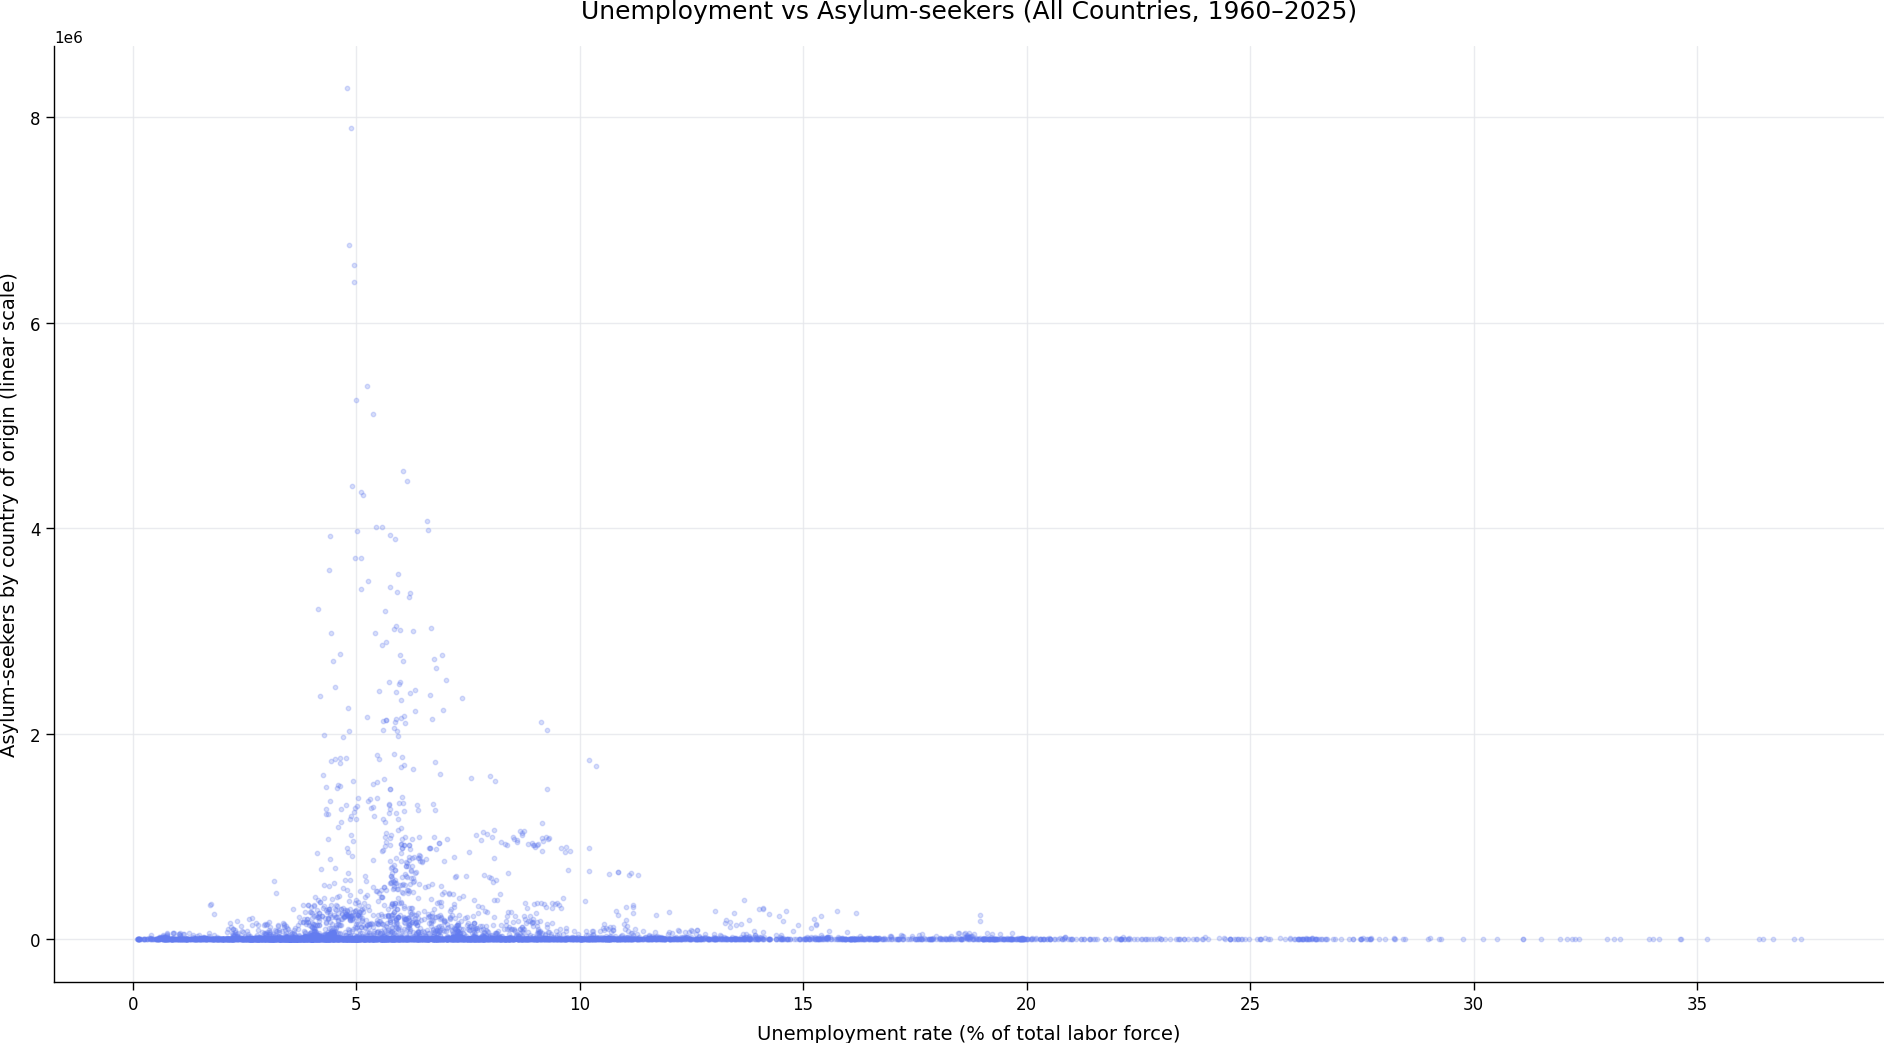 Unemployment vs Asylum-seekers (All Countries, 1960–2025)
1e6
8
6
4
2
0
Asylum-seekers by country of origin (linear scale)
0 5 10 15 20 25 30 35
Unemployment rate (% of total labor force)